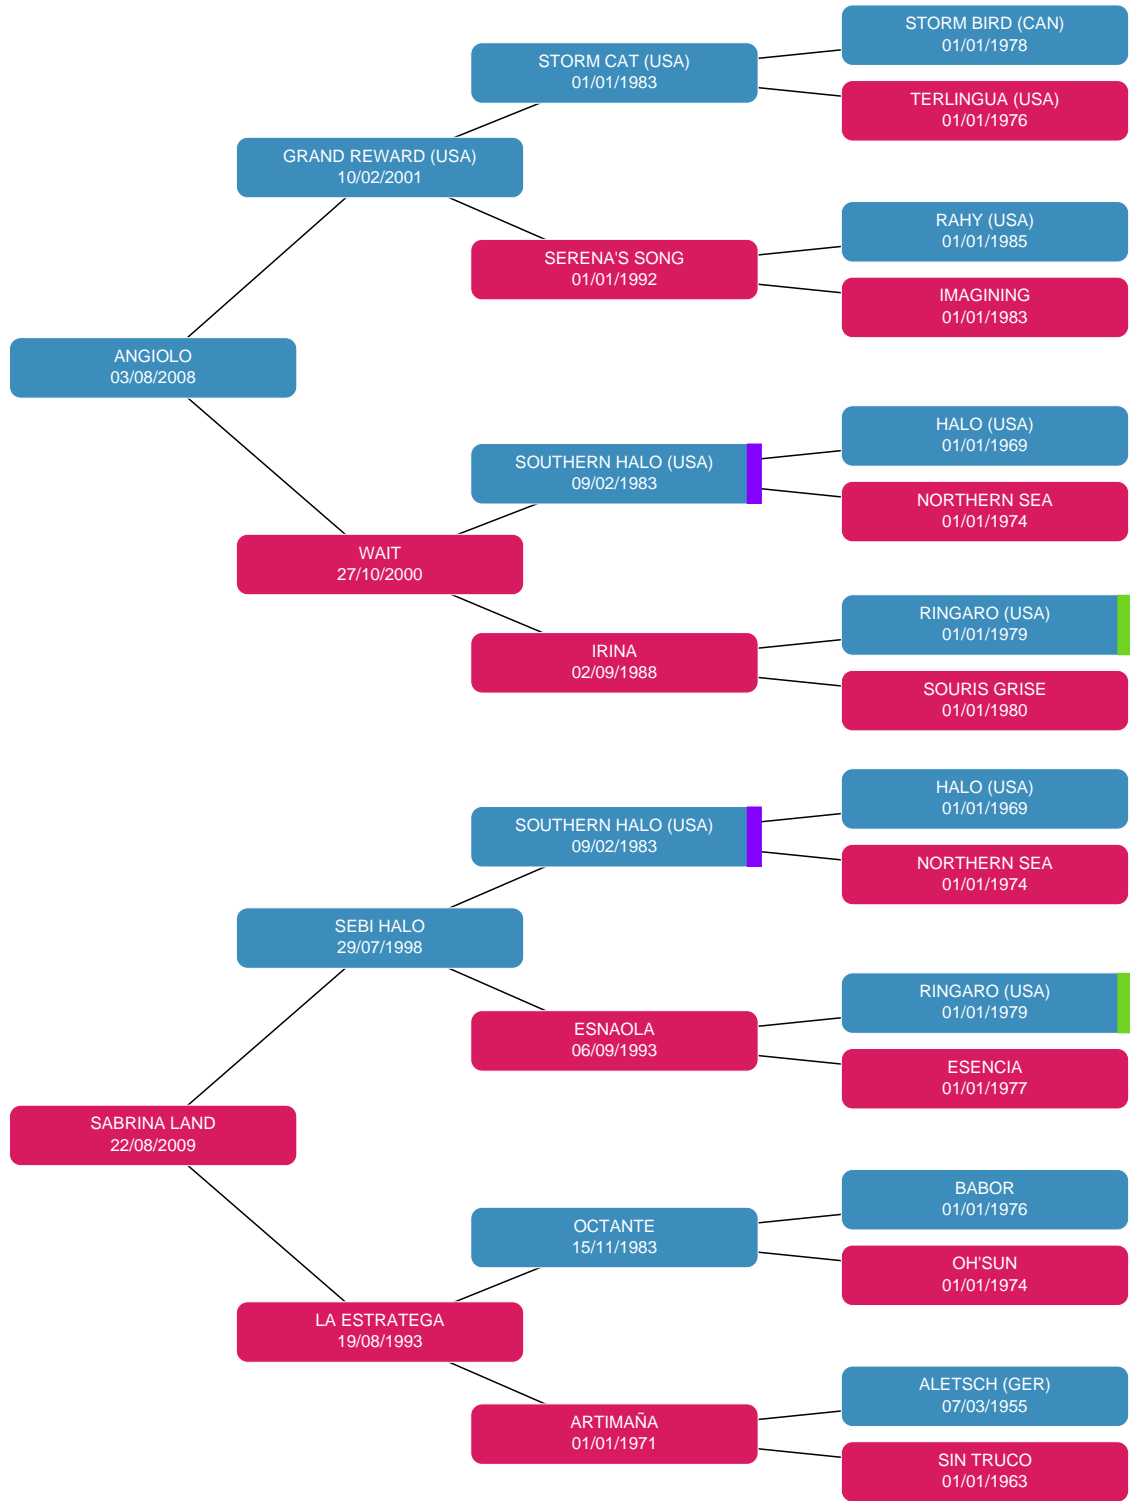 STORM BIRD (CAN)
01/01/1978
STORM CAT (USA)
01/01/1983
TERLINGUA (USA)
01/01/1976
GRAND REWARD (USA)
10/02/2001
RAHY (USA)
01/01/1985
SERENA'S SONG
01/01/1992
IMAGINING
01/01/1983
ANGIOLO
03/08/2008
HALO (USA)
01/01/1969
SOUTHERN HALO (USA)
09/02/1983
NORTHERN SEA
01/01/1974
WAIT
27/10/2000
RINGARO (USA)
01/01/1979
IRINA
02/09/1988
SOURIS GRISE
01/01/1980
HALO (USA)
01/01/1969
SOUTHERN HALO (USA)
09/02/1983
NORTHERN SEA
01/01/1974
SEBI HALO
29/07/1998
RINGARO (USA)
01/01/1979
ESNAOLA
06/09/1993
ESENCIA
01/01/1977
SABRINA LAND
22/08/2009
BABOR
01/01/1976
OCTANTE
15/11/1983
OH'SUN
01/01/1974
LA ESTRATEGA
19/08/1993
ALETSCH (GER)
07/03/1955
ARTIMAÑA
01/01/1971
SIN TRUCO
01/01/1963